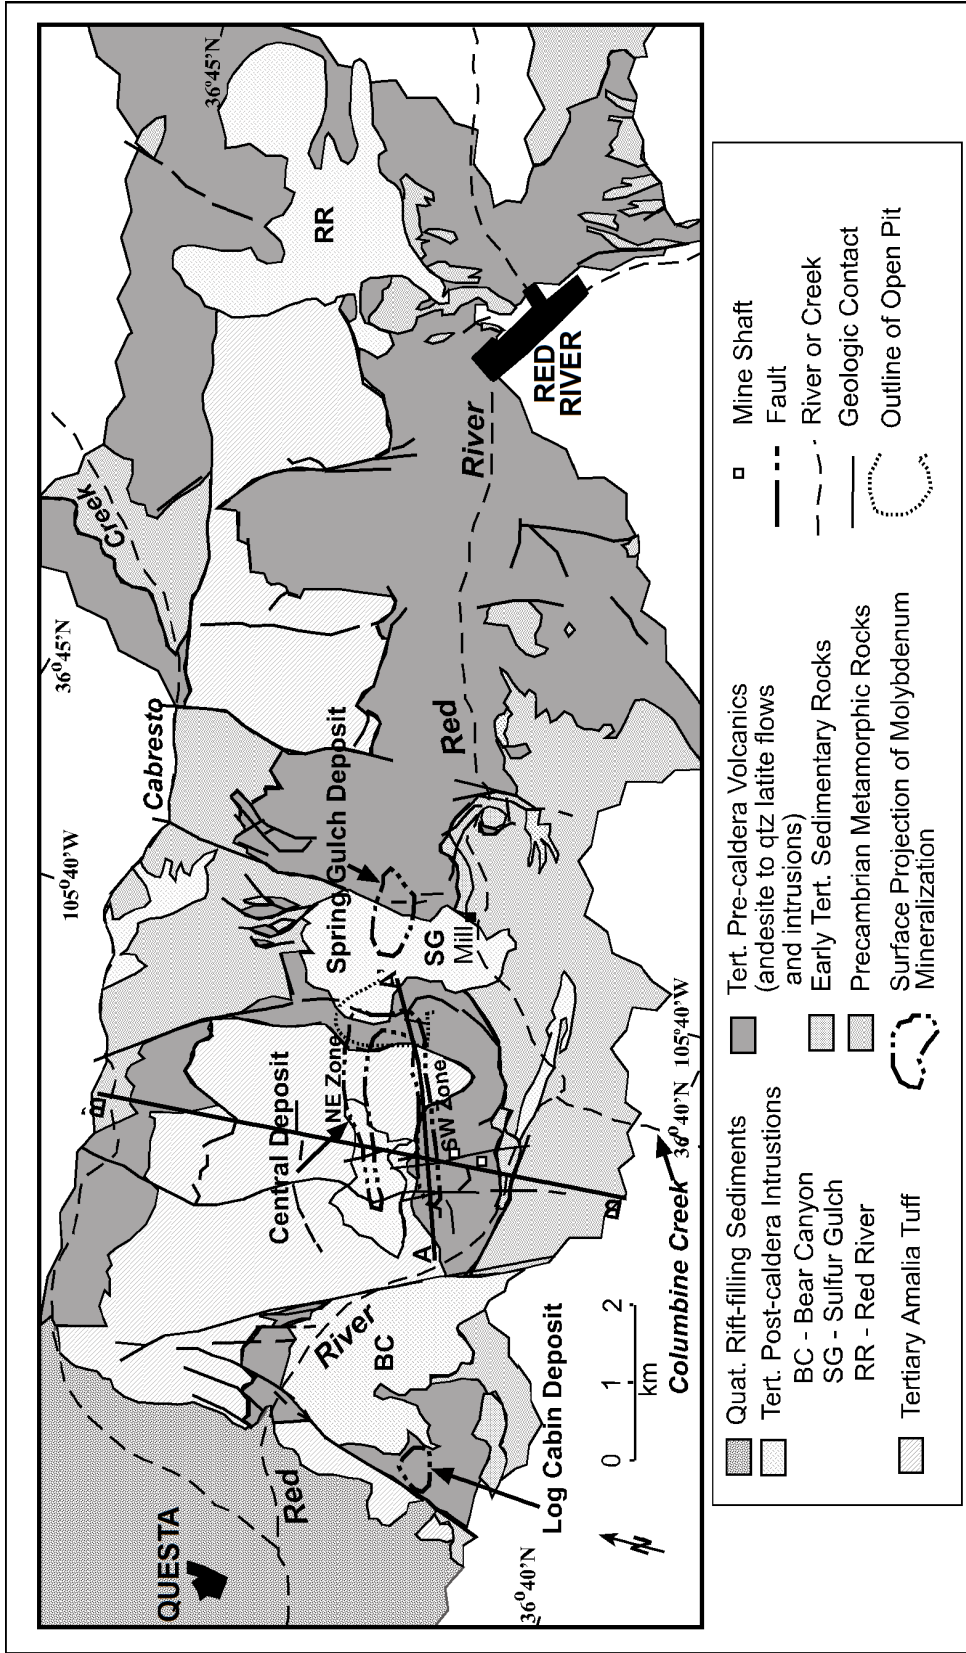 36°45'N
RR
Creek
36°45'N
Cabresto
105°40'W
River
RED
RIVER
Red
Spring Gulch Deposit
SG
Mill
A'
B'
Central Deposit
NE Zone
SW Zone
A
B
105°40'W
36°40'N
Columbine Creek
River
BC
Red
QUESTA
Log Cabin Deposit
0 1 2
km
36°40'N
N
Quat. Rift-filling Sediments
Tert. Post-caldera Intrustions
BC - Bear Canyon
SG - Sulfur Gulch
RR - Red River
Tertiary Amalia Tuff
Tert. Pre-caldera Volcanics
(andesite to qtz latite flows
and intrusions)
Early Tert. Sedimentary Rocks
Precambrian Metamorphic Rocks
Surface Projection of Molybdenum
Mineralization
Mine Shaft
Fault
River or Creek
Geologic Contact
Outline of Open Pit